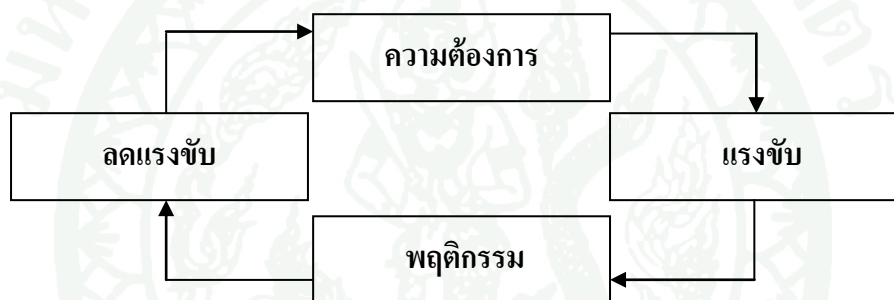 ความต้องการ
ลดแรงขับ
แรงขับ
พฤติกรรม